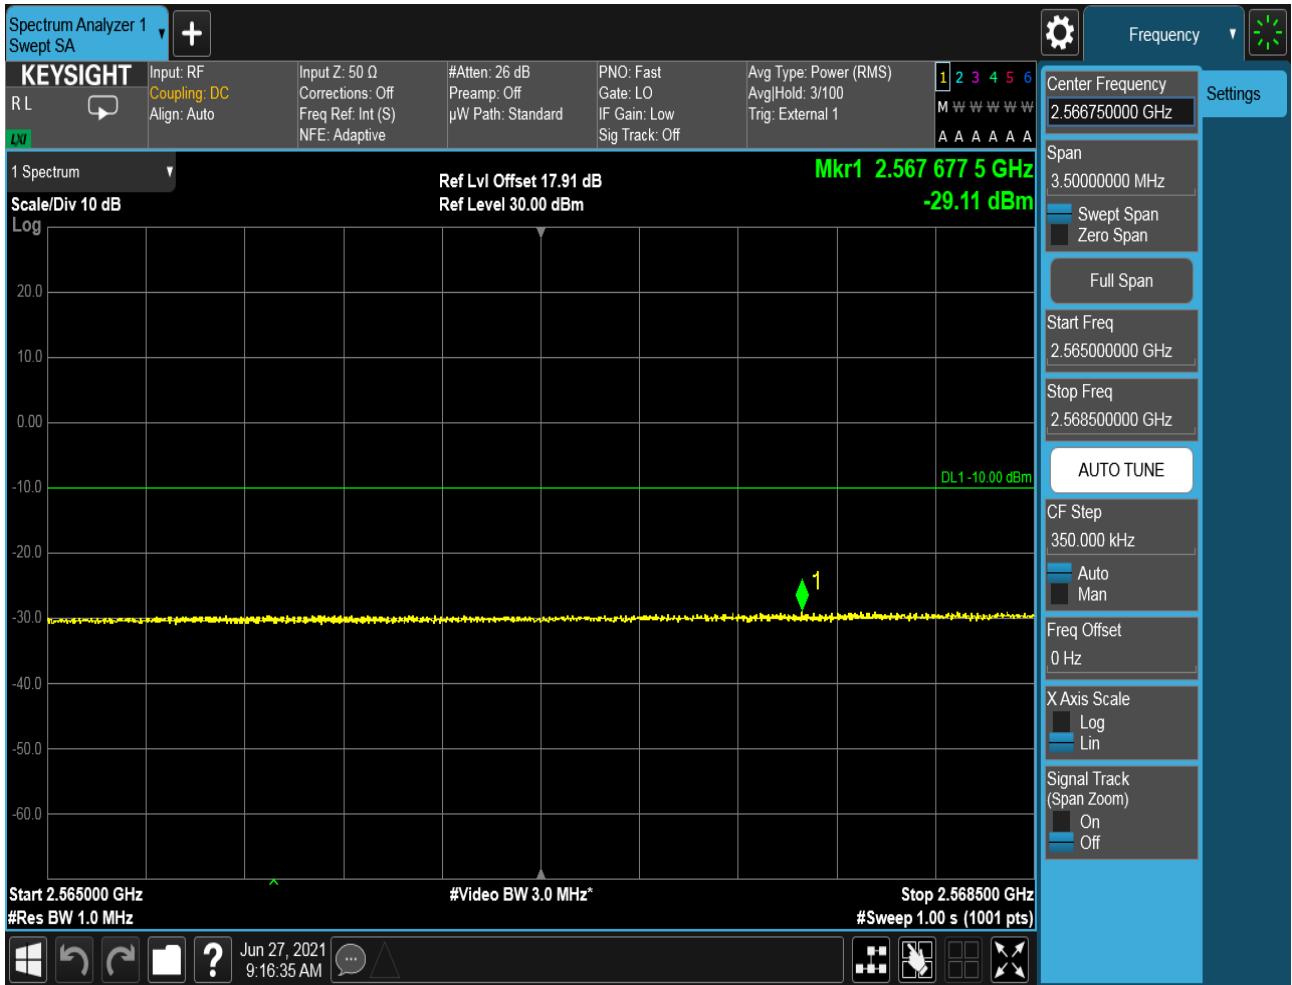 Spectrum Analyzer 1
Swept SA
Frequency
KEYSIGHT
R L
LXI
Input: RF
Coupling: DC
Align: Auto
Input Z: 50 Ω
Corrections: Off
Freq Ref: Int (S)
NFE: Adaptive
#Atten: 26 dB
Preamp: Off
µW Path: Standard
PNO: Fast
Gate: LO
IF Gain: Low
Sig Track: Off
Avg Type: Power (RMS)
Avg|Hold: 3/100
Trig: External 1
1 2 3 4 5 6
M W W W W W
A A A A A A
1 Spectrum
Scale/Div 10 dB
Log
Ref Lvl Offset 17.91 dB
Ref Level 30.00 dBm
Mkr1 2.567 677 5 GHz
-29.11 dBm
20.0
10.0
0.00
-10.0
DL1 -10.00 dBm
-20.0
1
-30.0
-40.0
-50.0
-60.0
Start 2.565000 GHz
#Video BW 3.0 MHz*
Stop 2.568500 GHz
#Res BW 1.0 MHz
#Sweep 1.00 s (1001 pts)
?
Jun 27, 2021
9:16:35 AM
Center Frequency
2.566750000 GHz
Settings
Span
3.50000000 MHz
Swept Span
Zero Span
Full Span
Start Freq
2.565000000 GHz
Stop Freq
2.568500000 GHz
AUTO TUNE
CF Step
350.000 kHz
Auto
Man
Freq Offset
0 Hz
X Axis Scale
Log
Lin
Signal Track
(Span Zoom)
On
Off